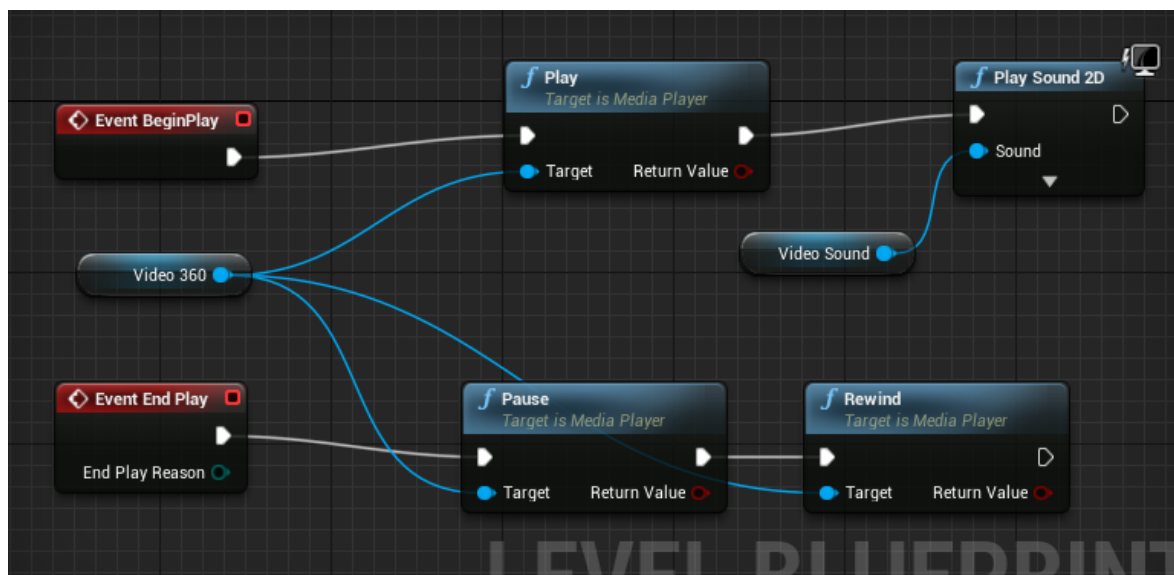 Event BeginPlay
f Play
Target is Media Player
Target
Return Value
f Play Sound 2D
Sound
Video Sound
Video 360
Event End Play
End Play Reason
f Pause
Target is Media Player
Target
Return Value
f Rewind
Target is Media Player
Target
Return Value
LEVEL BLUEPRINT